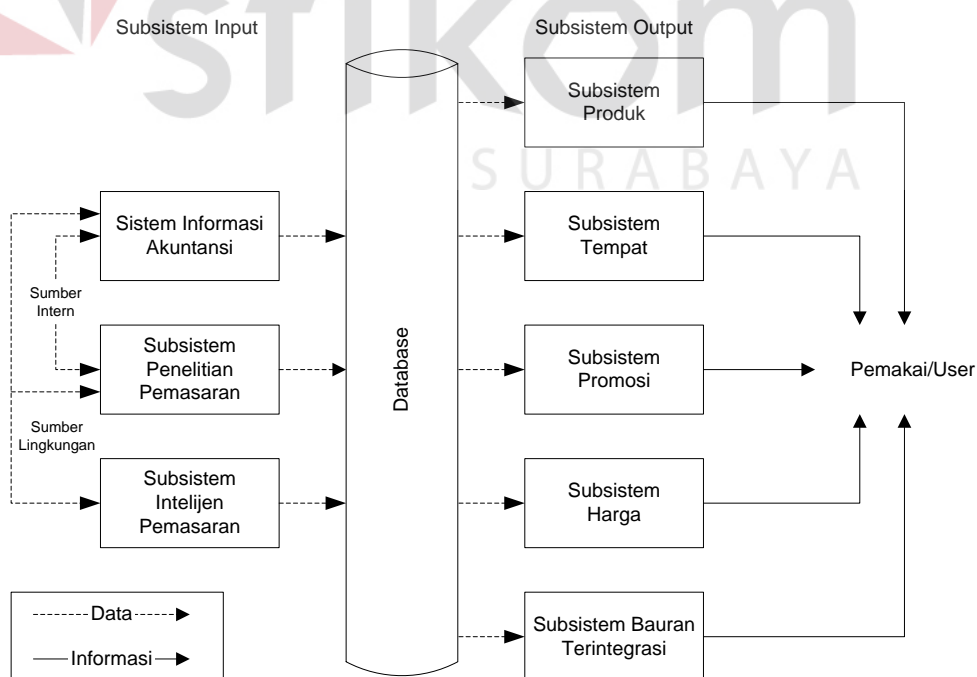 STIKOM
SURABAYA
Subsistem Input
Subsistem Output
Sistem Informasi
Akuntansi
Subsistem
Penelitian
Pemasaran
Subsistem
Intelijen
Pemasaran
Sumber
Intern
Sumber
Lingkungan
Database
Subsistem
Produk
Subsistem
Tempat
Subsistem
Promosi
Subsistem
Harga
Subsistem Bauran
Terintegrasi
Pemakai/User
Data
Informasi